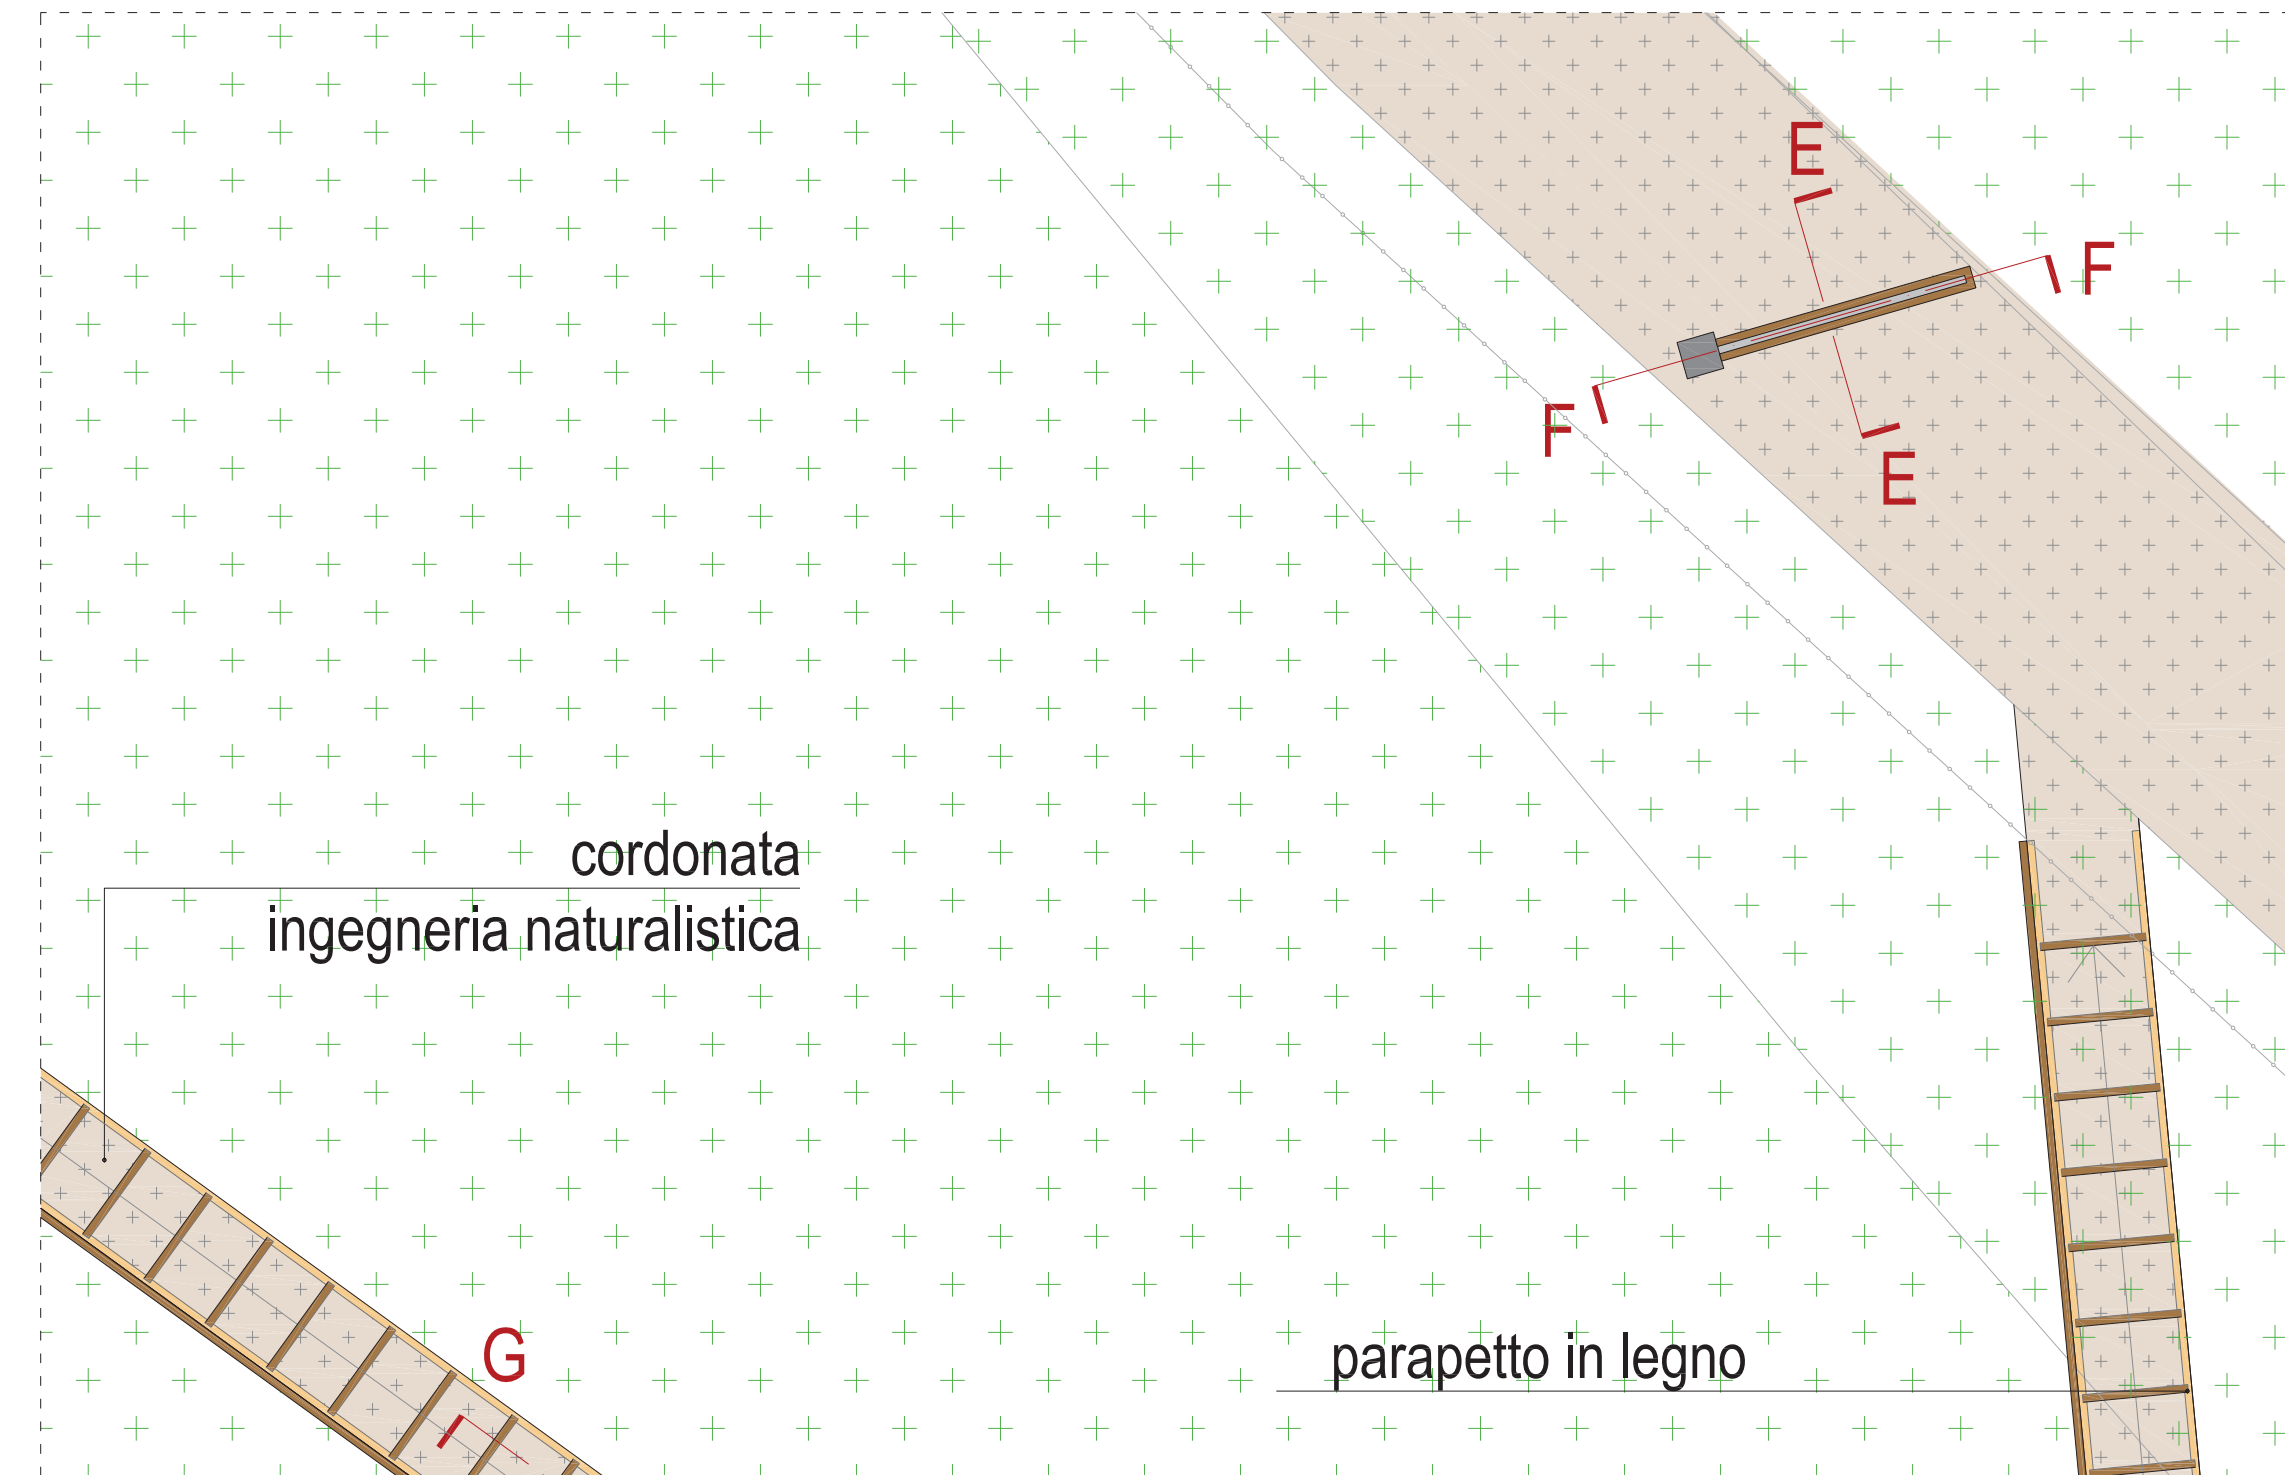 E
F
F
E
cordonata
ingegneria naturalistica
G
parapetto in legno